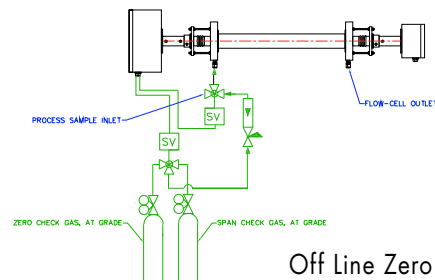 FLOW-CELL OUTLET
PROCESS SAMPLE INLET
SV
SV
ZERO CHECK GAS, AT GRADE
SPAN CHECK GAS, AT GRADE
Off Line Zero